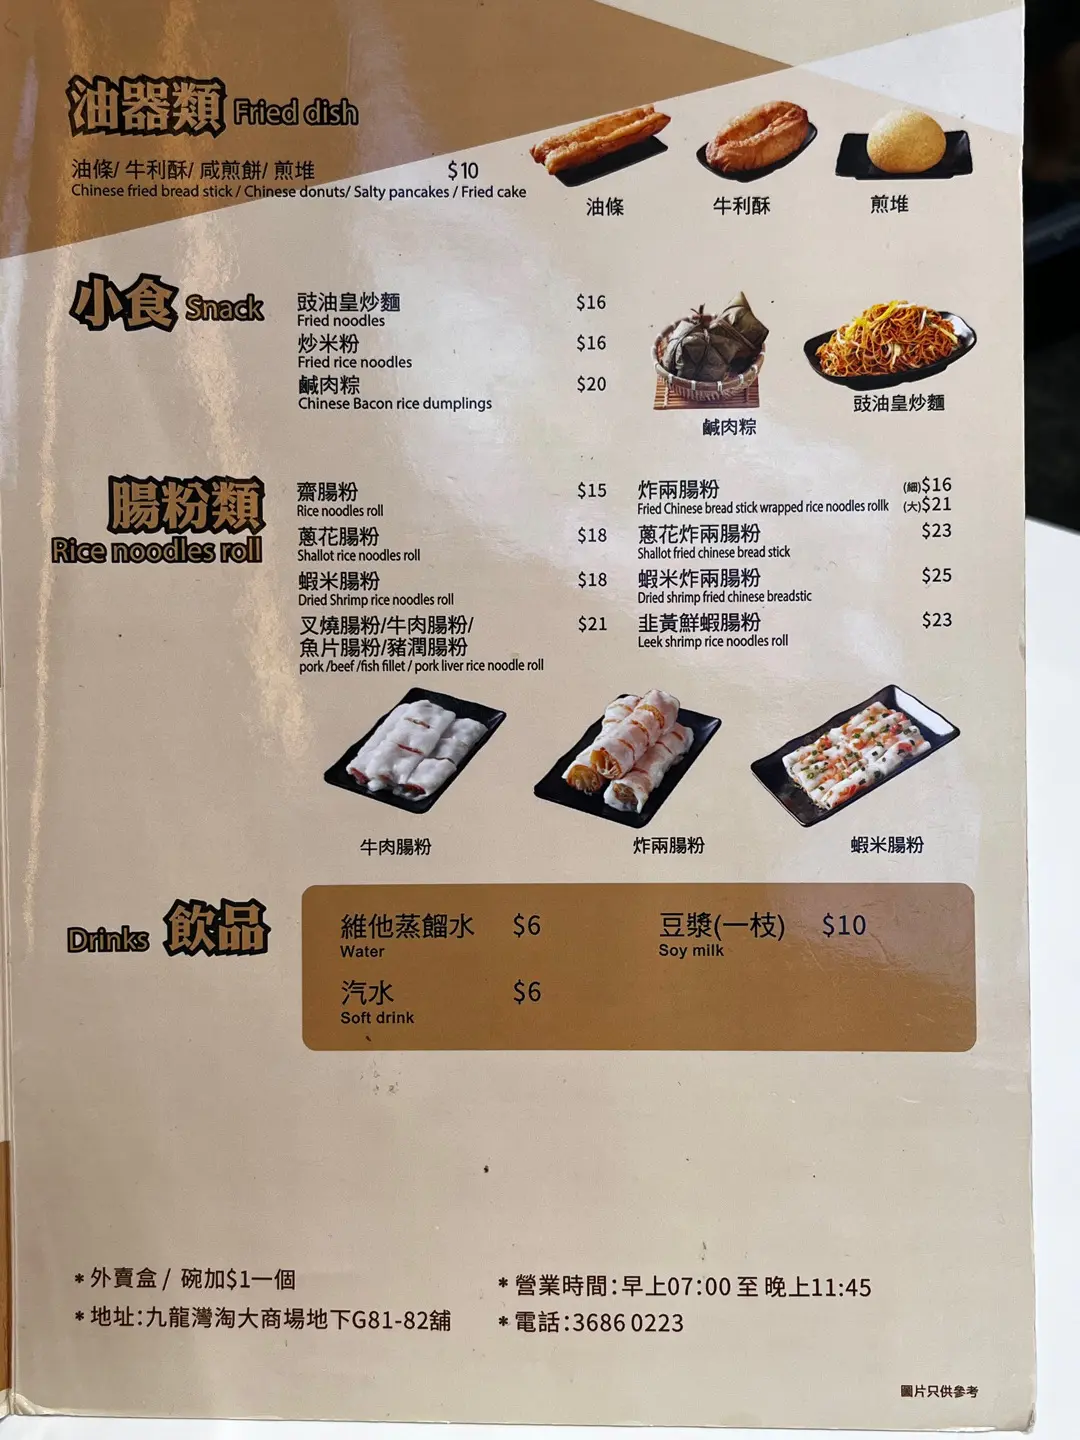 油器類 Fried dish
油條/ 牛利酥/ 咸煎餅/ 煎堆 $10
Chinese fried bread stick / Chinese donuts/ Salty pancakes / Fried cake
油條 牛利酥 煎堆
小食 Snack
豉油皇炒麵 $16
Fried noodles
炒米粉 $16
Fried rice noodles
鹹肉粽 $20
Chinese Bacon rice dumplings
鹹肉粽 豉油皇炒麵
腸粉類
Rice noodles roll
齋腸粉 $15
Rice noodles roll
蔥花腸粉 $18
Shallot rice noodles roll
蝦米腸粉 $18
Dried Shrimp rice noodles roll
叉燒腸粉/牛肉腸粉/ $21
魚片腸粉/豬潤腸粉
pork /beef /fish fillet / pork liver rice noodle roll
炸兩腸粉 (細)$16
Fried Chinese bread stick wrapped rice noodles rollk (大)$21
蔥花炸兩腸粉 $23
Shallot fried chinese bread stick
蝦米炸兩腸粉 $25
Dried shrimp fried chinese breadstic
韭黃鮮蝦腸粉 $23
Leek shrimp rice noodles roll
牛肉腸粉 炸兩腸粉 蝦米腸粉
Drinks 飲品
維他蒸餾水 $6
Water
豆漿(一枝) $10
Soy milk
汽水 $6
Soft drink
*外賣盒 / 碗加$1一個
*地址:九龍灣淘大商場地下G81-82舖
*營業時間:早上07:00 至 晚上11:45
*電話:3686 0223
圖片只供參考